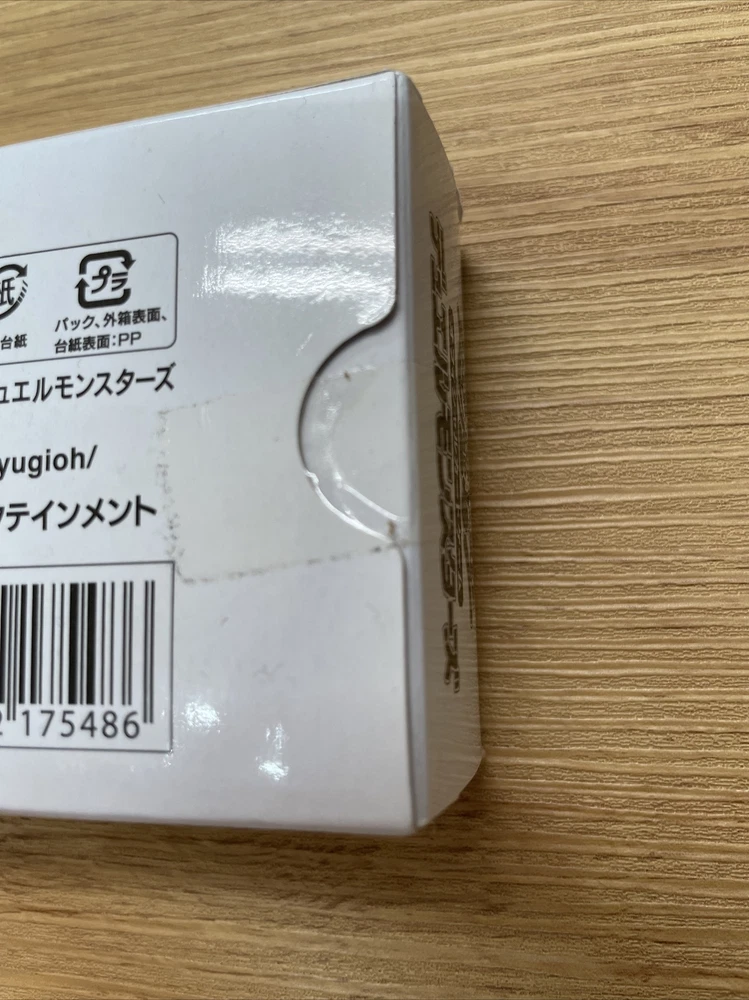 紙
プラ
台紙
パック、外箱表面、
台紙表面:PP
ュエルモンスターズ
yugioh/
テインメント
2 175486